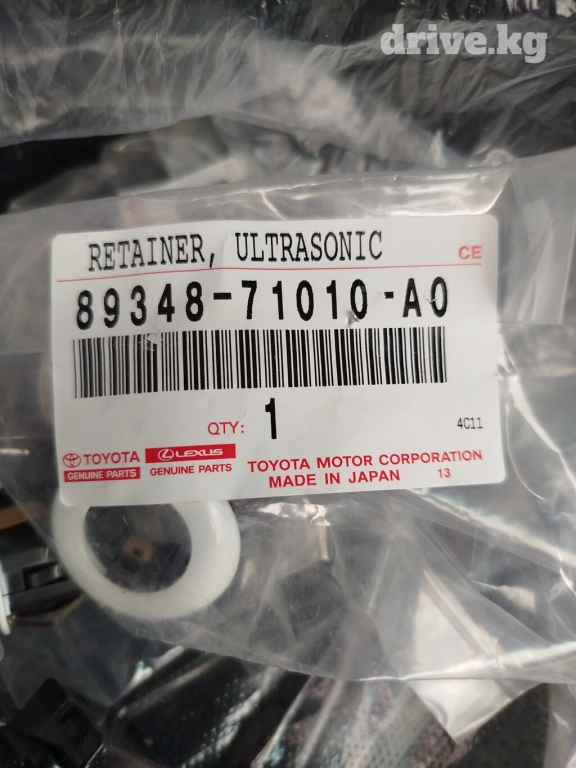 drive.kg
RETAINER, ULTRASONIC
CE
89348-71010-A0
QTY: 1
4C11
TOYOTA
GENUINE PARTS
LEXUS
GENUINE PARTS
TOYOTA MOTOR CORPORATION
MADE IN JAPAN 13